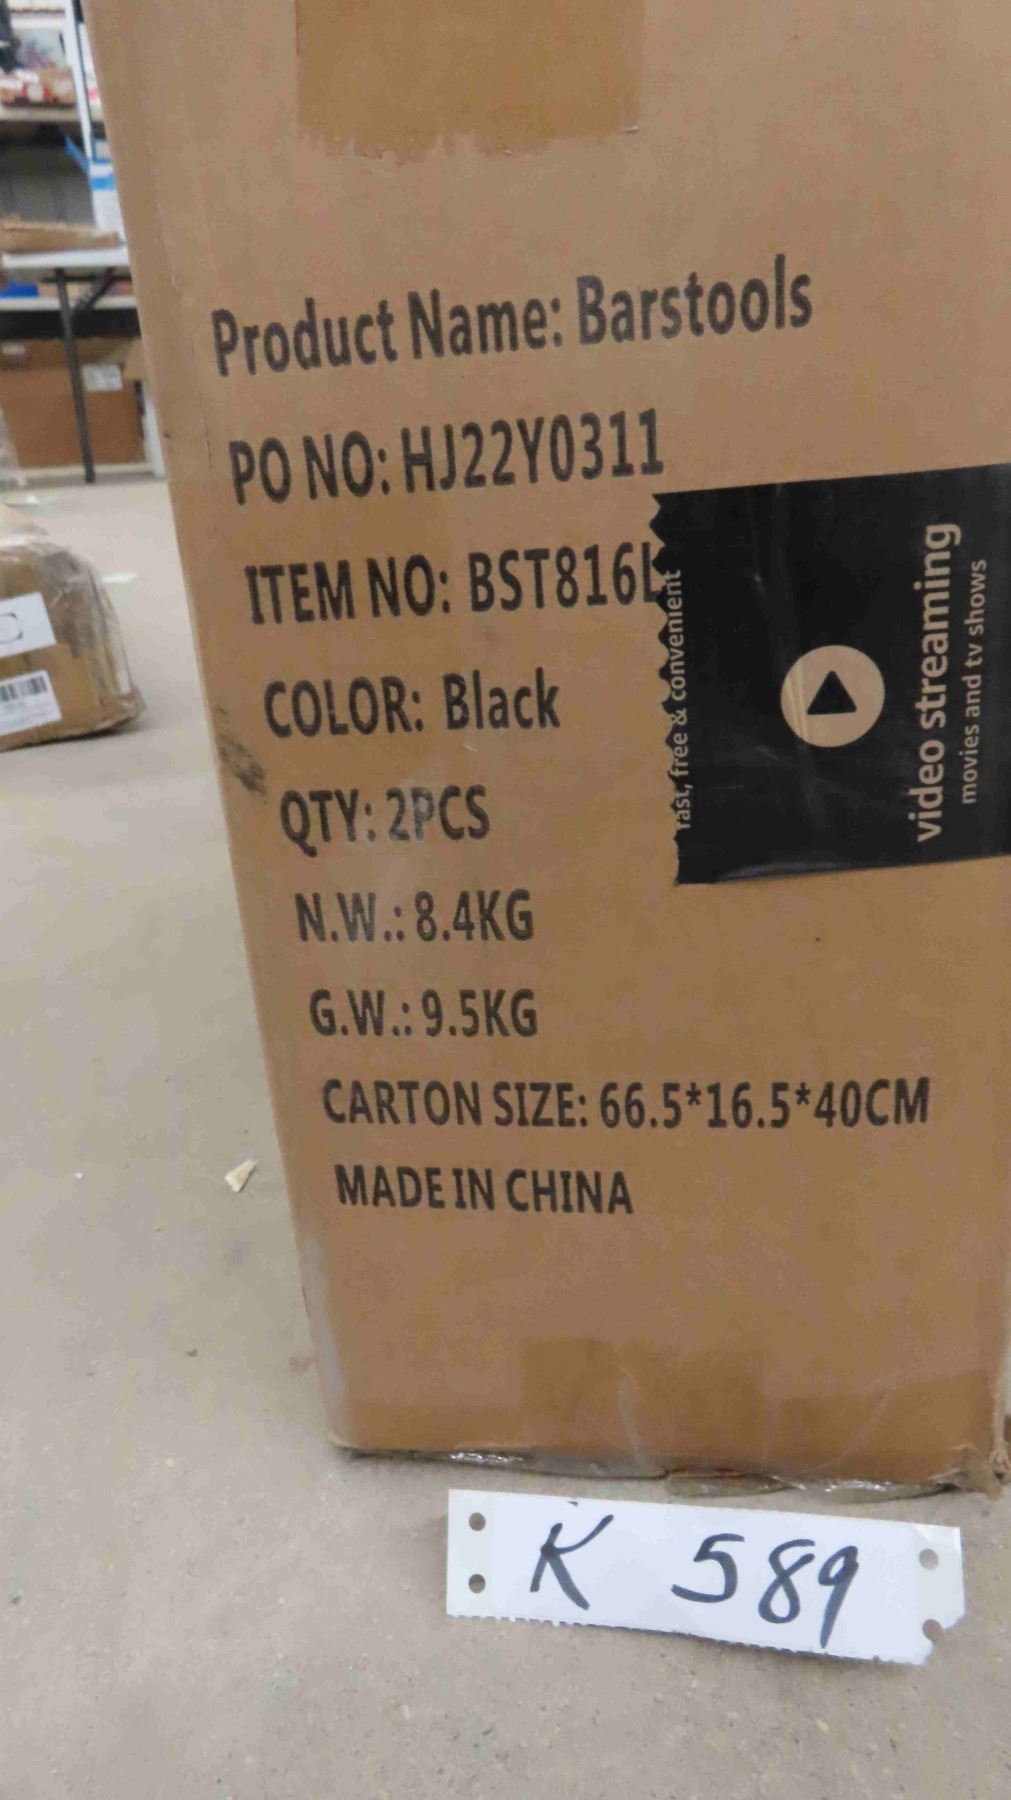 Product Name: Barstools
PO NO: HJ22Y0311
ITEM NO: BST816L
COLOR: Black
QTY: 2PCS
N.W.: 8.4KG
G.W.: 9.5KG
CARTON SIZE: 66.5*16.5*40CM
MADE IN CHINA
fast, free & convenient
video streaming
movies and tv shows
K 589